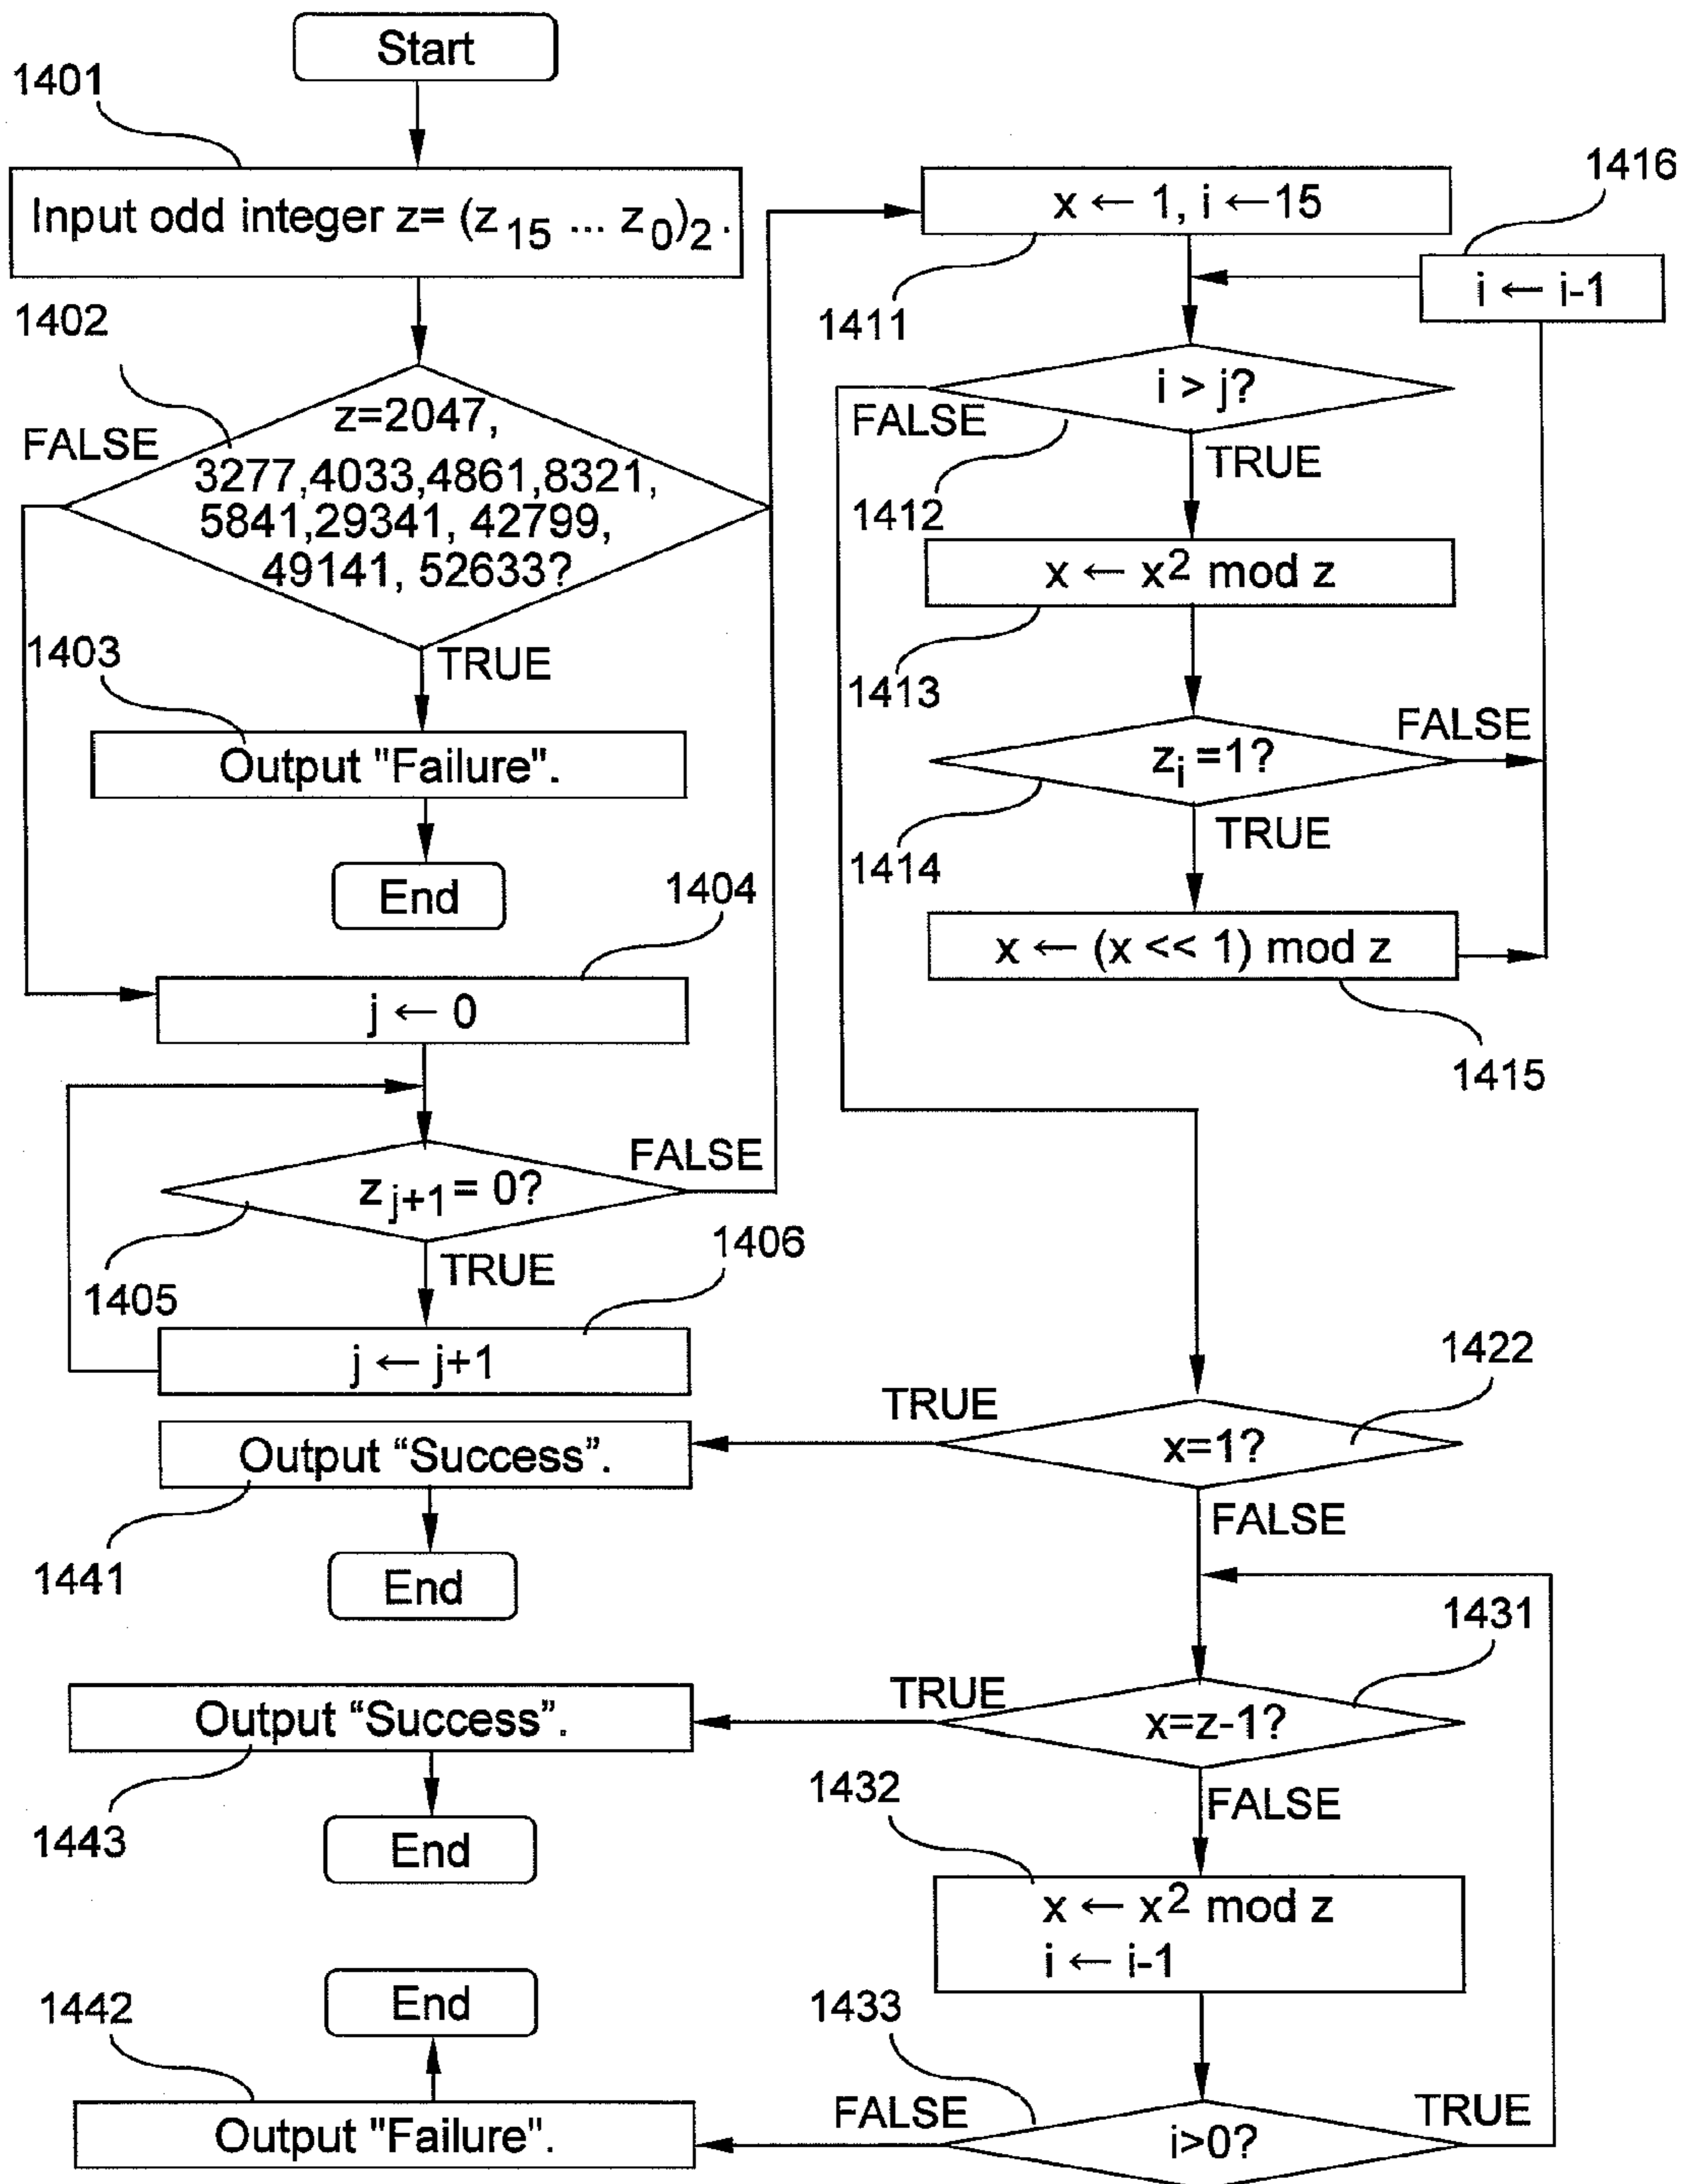 Start
1401
Input odd integer z= (z15 ... z0)2 .
1402
z=2047,
FALSE
3277,4033,4861,8321,
5841,29341, 42799,
49141, 52633?
1403
TRUE
Output "Failure".
End
1404
j ← 0
FALSE
zj+1 = 0?
1405
TRUE
1406
j ← j+1
x ← 1, i ←15
1411
1416
i ← i-1
i > j?
FALSE
1412
TRUE
x ← x2 mod z
1413
zi =1?
FALSE
1414
TRUE
x ← (x << 1) mod z
1415
1422
TRUE
x=1?
Output “Success”.
1441
End
FALSE
1431
TRUE
x=z-1?
Output “Success”.
1443
End
1432
FALSE
x ← x2 mod z
i ← i-1
1433
i>0?
TRUE
FALSE
1442
Output "Failure".
End